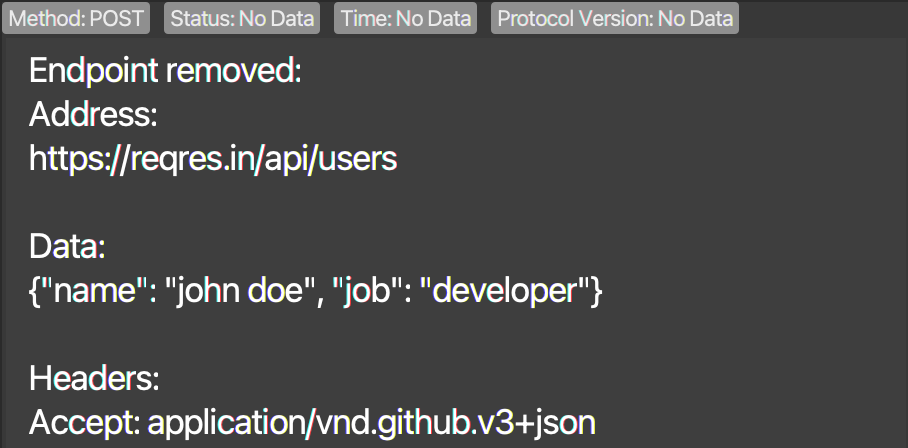 Method: POST Status: No Data Time: No Data Protocol Version: No Data
Endpoint removed:
Address:
https://reqres.in/api/users
Data:
{"name": "john doe", "job": "developer"}
Headers:
Accept: application/vnd.github.v3+json